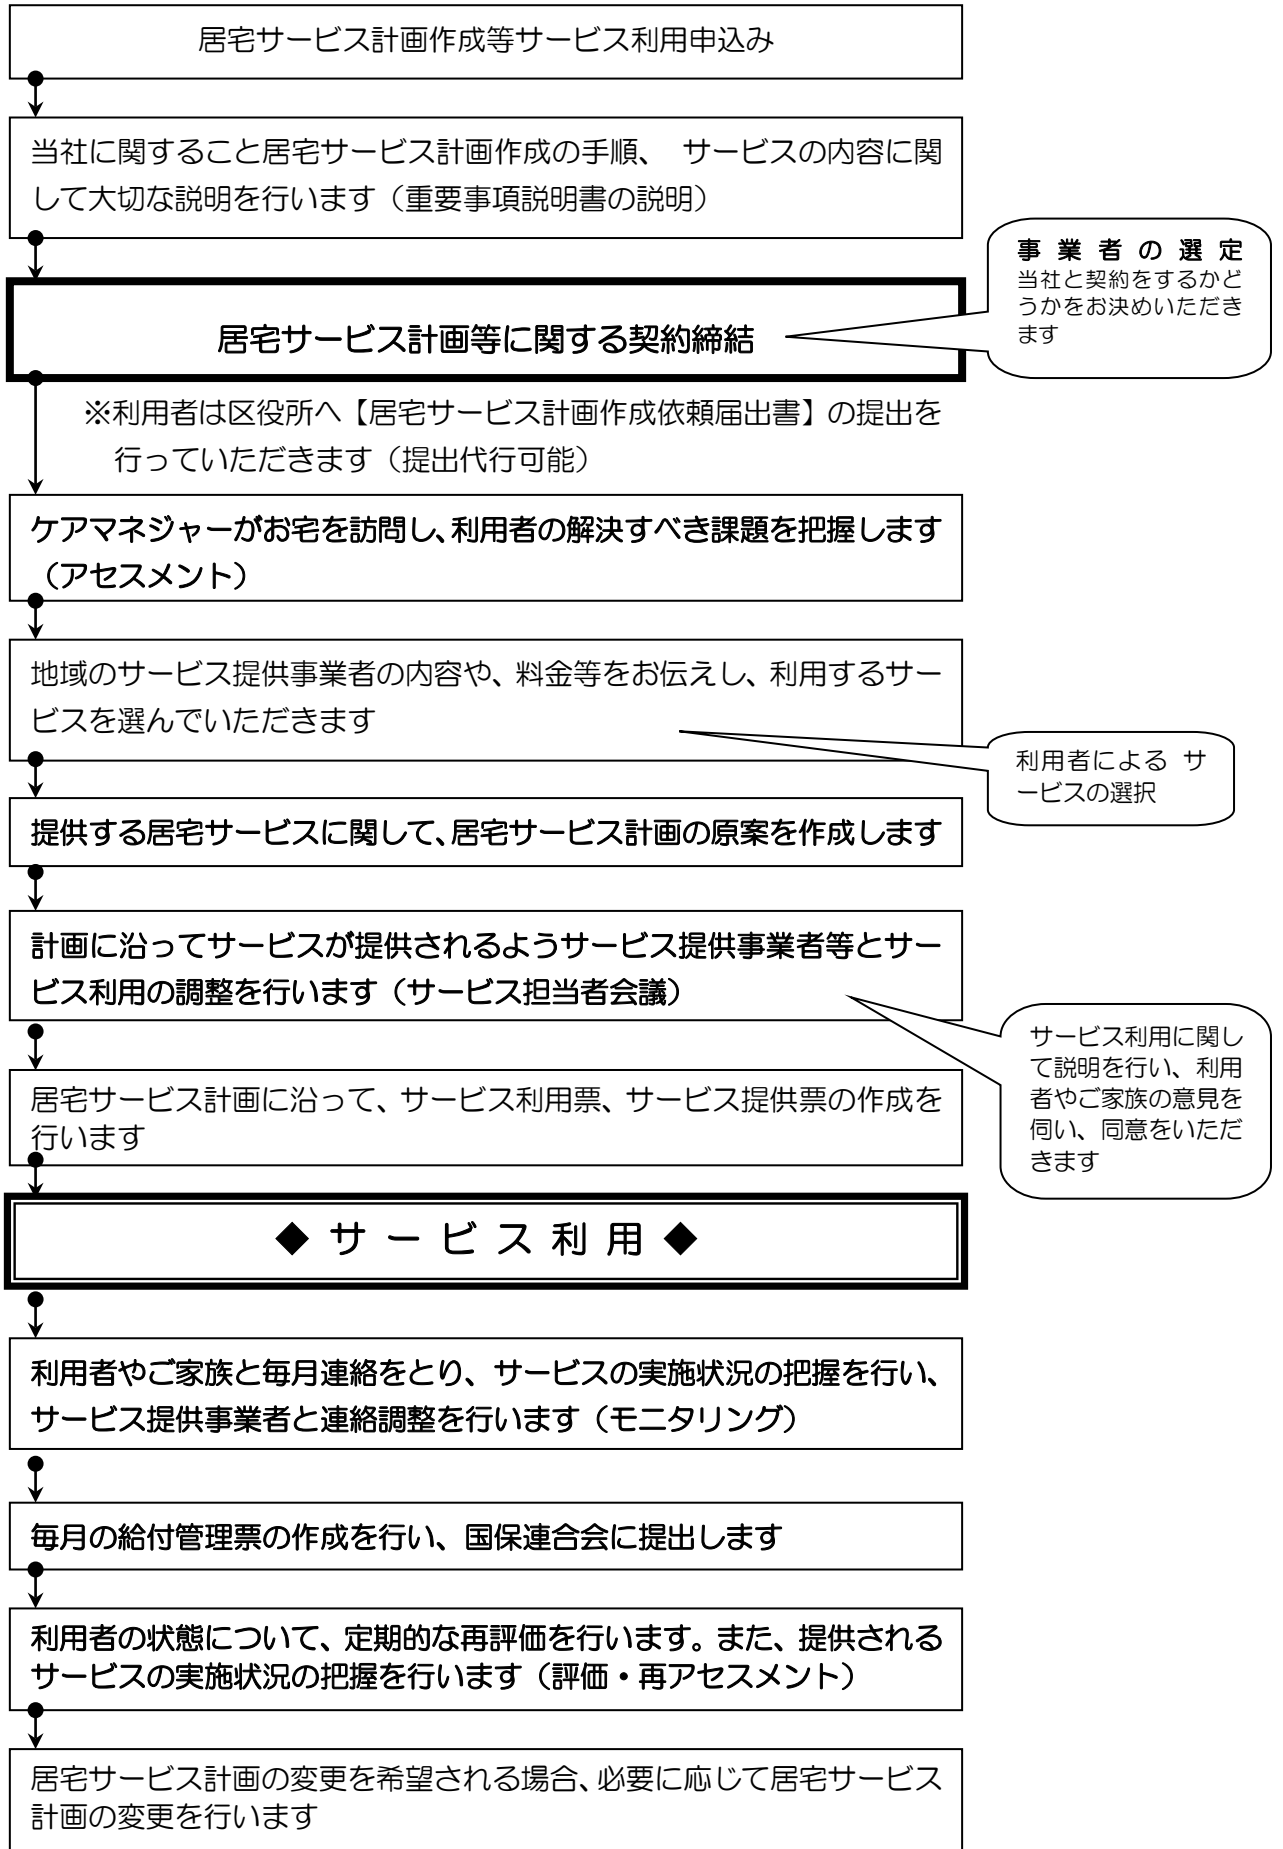 居宅サービス計画作成等サービス利用申込み
当社に関すること居宅サービス計画作成の手順、 サービスの内容に関
して大切な説明を行います（重要事項説明書の説明）
事業者の選定
当社と契約をするかど
うかをお決めいただき
ます
居宅サービス計画等に関する契約締結
※利用者は区役所へ【居宅サービス計画作成依頼届出書】の提出を
行っていただきます（提出代行可能）
ケアマネジャーがお宅を訪問し、利用者の解決すべき課題を把握します
（アセスメント）
地域のサービス提供事業者の内容や、料金等をお伝えし、利用するサー
ビスを選んでいただきます
利用者による サ
ービスの選択
提供する居宅サービスに関して、居宅サービス計画の原案を作成します
計画に沿ってサービスが提供されるようサービス提供事業者等とサー
ビス利用の調整を行います（サービス担当者会議）
サービス利用に関し
て説明を行い、利用
者やご家族の意見を
伺い、同意をいただ
きます
居宅サービス計画に沿って、サービス利用票、サービス提供票の作成を
行います
◆ サ ー ビ ス 利 用 ◆
利用者やご家族と毎月連絡をとり、サービスの実施状況の把握を行い、
サービス提供事業者と連絡調整を行います（モニタリング）
毎月の給付管理票の作成を行い、国保連合会に提出します
利用者の状態について、定期的な再評価を行います。また、提供される
サービスの実施状況の把握を行います（評価・再アセスメント）
居宅サービス計画の変更を希望される場合、必要に応じて居宅サービス
計画の変更を行います